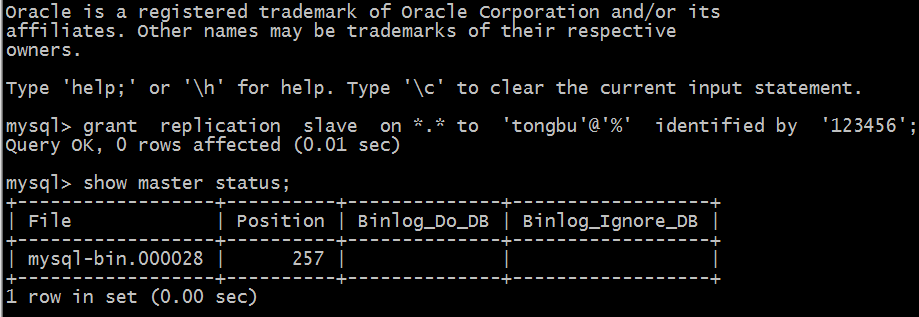 Oracle is a registered trademark of Oracle Corporation and/or its
affiliates. Other names may be trademarks of their respective
owners.
Type 'help;' or '\h' for help. Type '\c' to clear the current input statement.
mysql> grant  replication  slave  on *.* to  'tongbu'@'%'  identified by  '123456';
Query OK, 0 rows affected (0.01 sec)
mysql> show master status;
+------------------+----------+--------------+------------------+
| File             | Position | Binlog_Do_DB | Binlog_Ignore_DB |
+------------------+----------+--------------+------------------+
| mysql-bin.000028 |      257 |              |                  |
+------------------+----------+--------------+------------------+
1 row in set (0.00 sec)